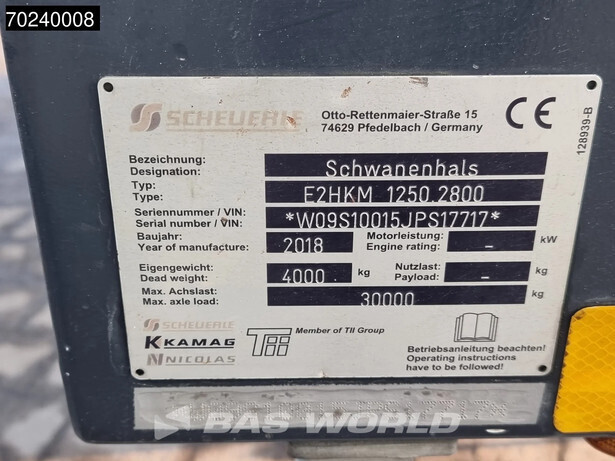 70240008
SCHEUERLE
Otto-Rettenmaier-Straße 15
74629 Pfedelbach / Germany
CE
128939-B
Bezeichnung:
Designation:
Schwanenhals
Typ:
Type:
E2HKM 1250.2800
Seriennummer / VIN:
Serial number / VIN:
*W09S10015JPS17717*
Baujahr:
Year of manufacture:
2018
Motorleistung:
Engine rating:
-
kW
Eigengewicht:
Dead weight:
4000
kg
Nutzlast:
Payload:
-
kg
Max. Achslast:
Max. axle load:
30000
kg
SCHEUERLE
KAMAG
NICOLAS
TII
Member of TII Group
Betriebsanleitung beachten!
Operating instructions
have to be followed!
BAS WORLD